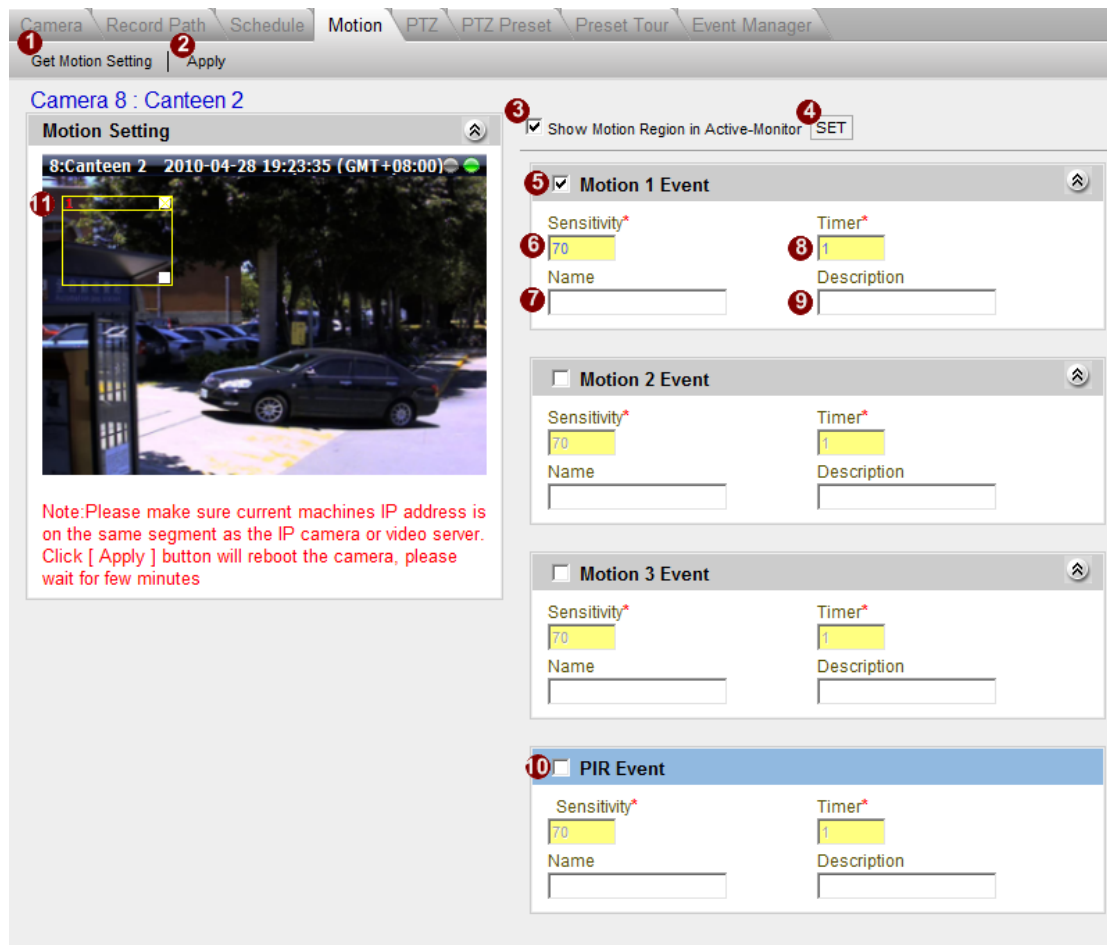 Camera Record Path Schedule Motion PTZ PTZ Preset Preset Tour Event Manager
1 2
Get Motion Setting Apply
Camera 8 : Canteen 2
Motion Setting
8:Canteen 2 2010-04-28 19:23:35 (GMT+08:00)
11 1
Note:Please make sure current machines IP address is
on the same segment as the IP camera or video server.
Click [ Apply ] button will reboot the camera, please
wait for few minutes
3 4
Show Motion Region in Active-Monitor SET
5 Motion 1 Event
Sensitivity* Timer*
6 70 8 1
Name Description
7 9
Motion 2 Event
Sensitivity* Timer*
70 1
Name Description
Motion 3 Event
Sensitivity* Timer*
70 1
Name Description
10 PIR Event
Sensitivity* Timer*
70 1
Name Description